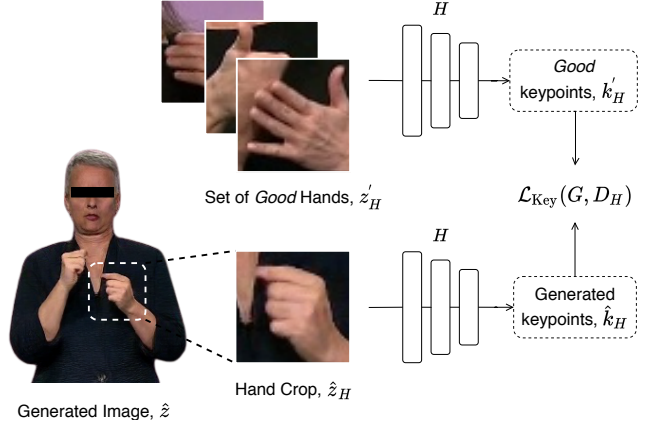 H
Good
keypoints, k'_H
Set of Good Hands, z'_H
ℒ_Key(G, D_H)
H
Generated
keypoints, k̂_H
Hand Crop, ẑ_H
Generated Image, ẑ